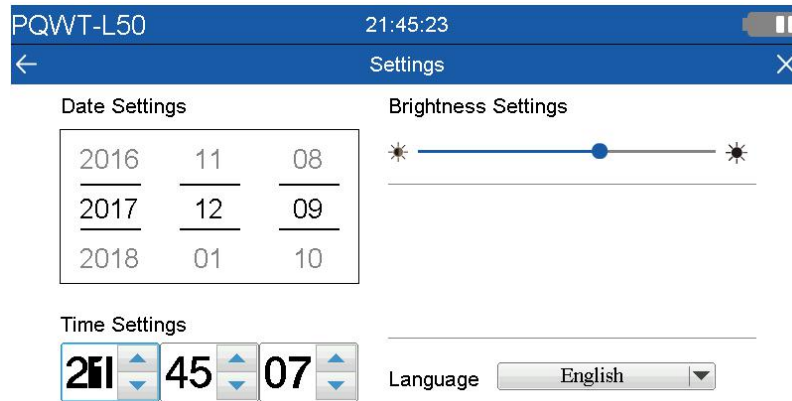 PQWT-L50 21:45:23
Settings
Date Settings
2016 11 08
2017 12 09
2018 01 10
Time Settings
21 45 07
Brightness Settings
Language English